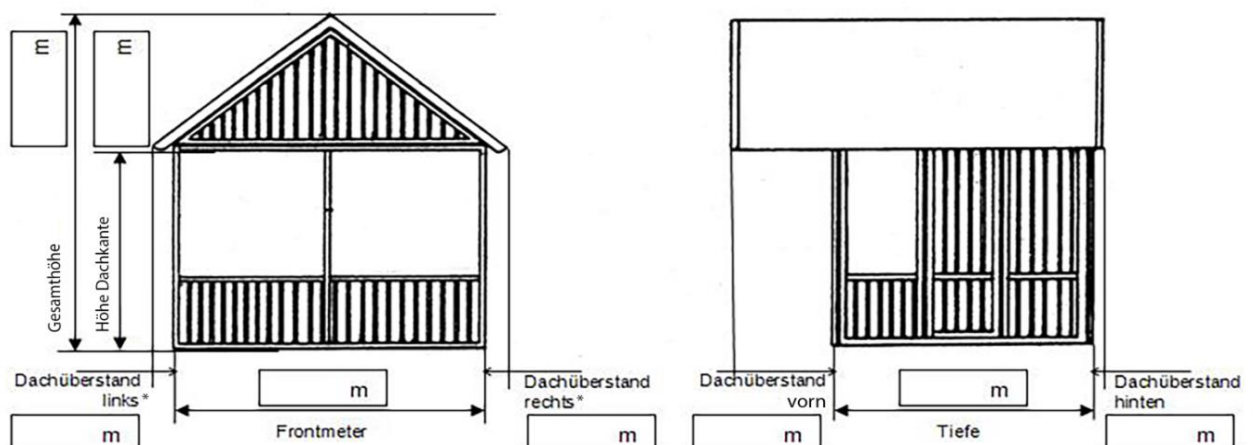 m
m
Gesamthöhe
Höhe Dachkante
Dachüberstand
links*
m
m
Frontmeter
Dachüberstand
rechts*
m
Dachüberstand
vorn
m
m
Tiefe
Dachüberstand
hinten
m